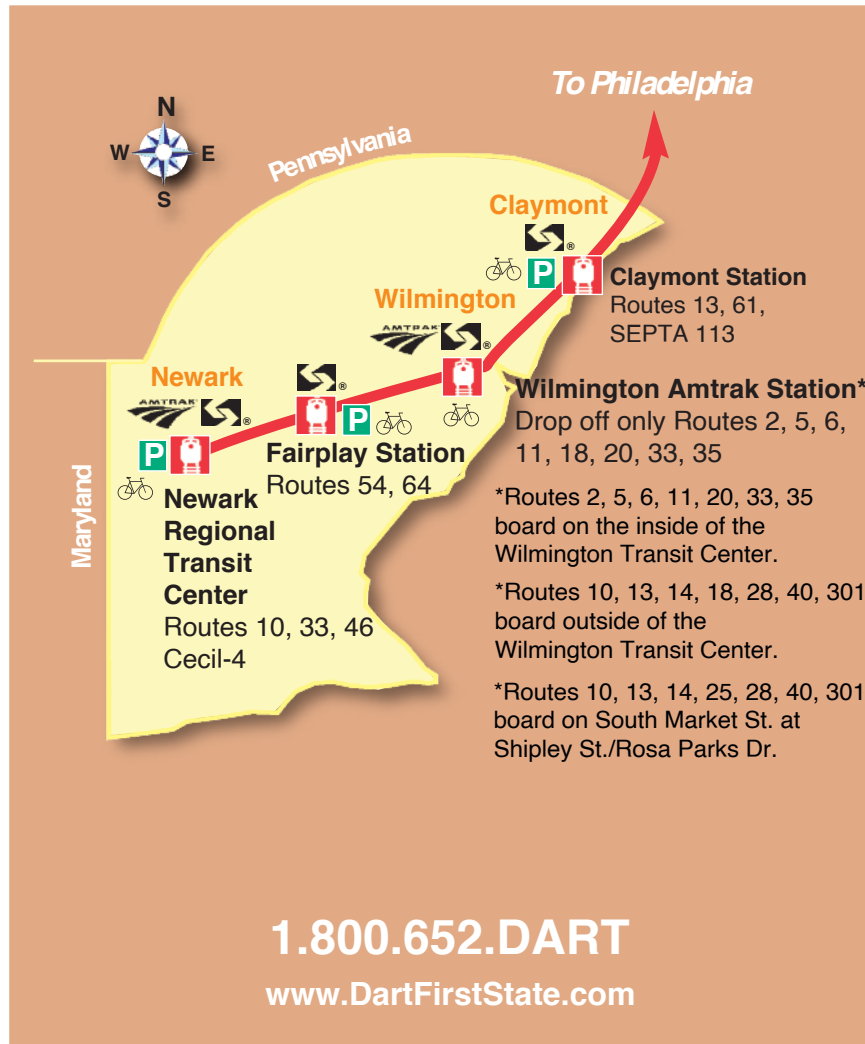 To Philadelphia
N
W
E
S
Pennsylvania
Claymont
®
P
Claymont Station
Routes 13, 61,
SEPTA 113
Wilmington
AMTRAK
®
Wilmington Amtrak Station*
Drop off only Routes 2, 5, 6,
11, 18, 20, 33, 35
Newark
AMTRAK
®
P
®
P
Fairplay Station
Routes 54, 64
Newark
Regional
Transit
Center
Routes 10, 33, 46
Cecil-4
Maryland
*Routes 2, 5, 6, 11, 20, 33, 35
board on the inside of the
Wilmington Transit Center.
*Routes 10, 13, 14, 18, 28, 40, 301
board outside of the
Wilmington Transit Center.
*Routes 10, 13, 14, 25, 28, 40, 301
board on South Market St. at
Shipley St./Rosa Parks Dr.
1.800.652.DART
www.DartFirstState.com